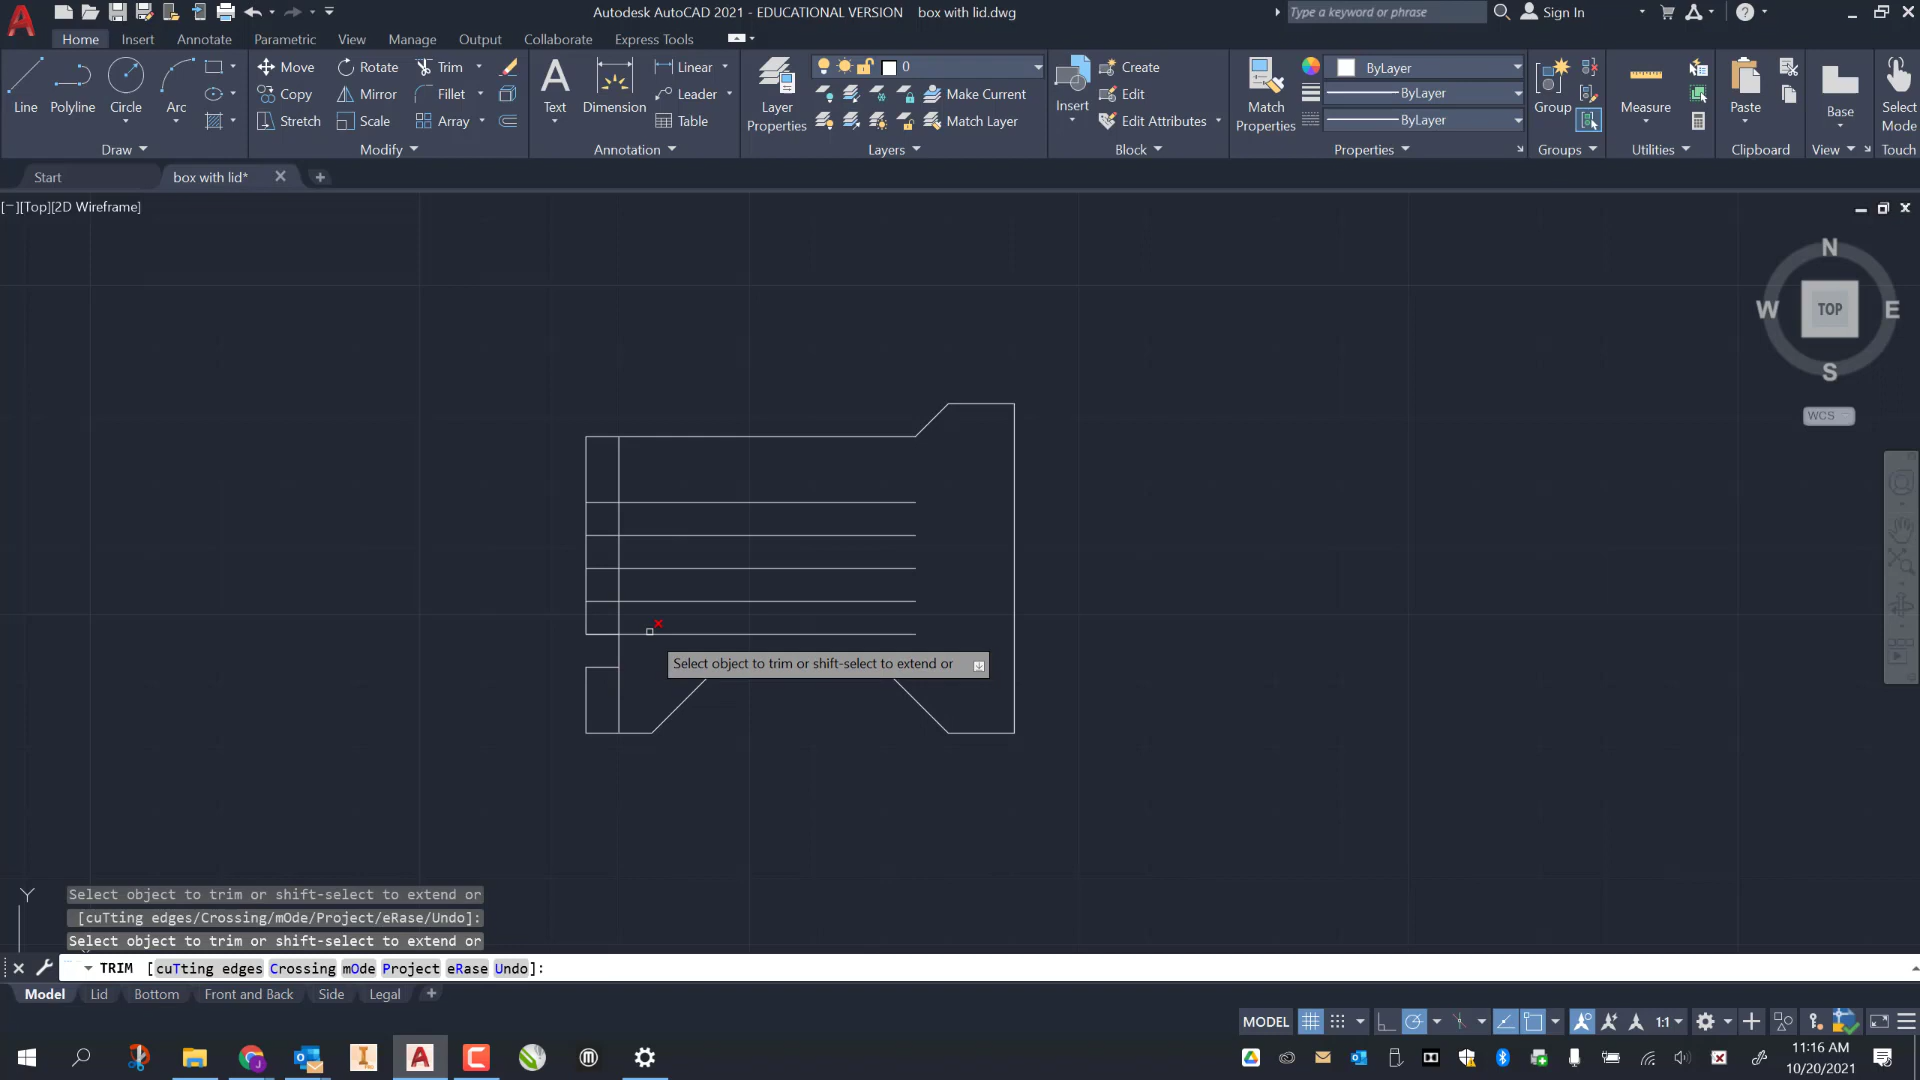 Autodesk AutoCAD 2021 - EDUCATIONAL VERSION box with lid.dwg
Type a keyword or phrase
Sign In
Home Insert Annotate Parametric View Manage Output Collaborate Express Tools
Line Polyline Circle Arc
Move Rotate Trim
Copy Mirror Fillet
Stretch Scale Array
Text Dimension
Linear
Leader
Table
Layer Properties
0
Make Current
Match Layer
Insert
Create
Edit
Edit Attributes
Match Properties
ByLayer
ByLayer
ByLayer
Group
Measure
Paste
Base
Select Mode
Draw Modify Annotation Layers Block Properties Groups Utilities Clipboard View Touch
Start box with lid*
[−][Top][2D Wireframe]
N
W TOP E
S
WCS
Select object to trim or shift-select to extend or
Y
Select object to trim or shift-select to extend or
[cuTting edges/Crossing/mOde/Project/eRase/Undo]:
Select object to trim or shift-select to extend or
TRIM [cuTting edges Crossing mOde Project eRase Undo]:
Model Lid Bottom Front and Back Side Legal
MODEL 1:1
11:16 AM
10/20/2021